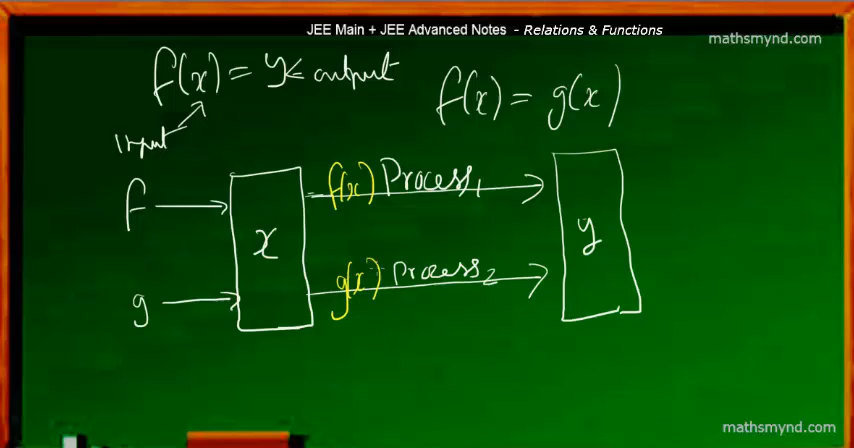 JEE Main + JEE Advanced Notes - Relations & Functions
mathsmynd.com
f(x) = y ← output
f(x) = g(x)
Input
f
f(x) Process1
x
y
g
g(x) Process2
mathsmynd.com